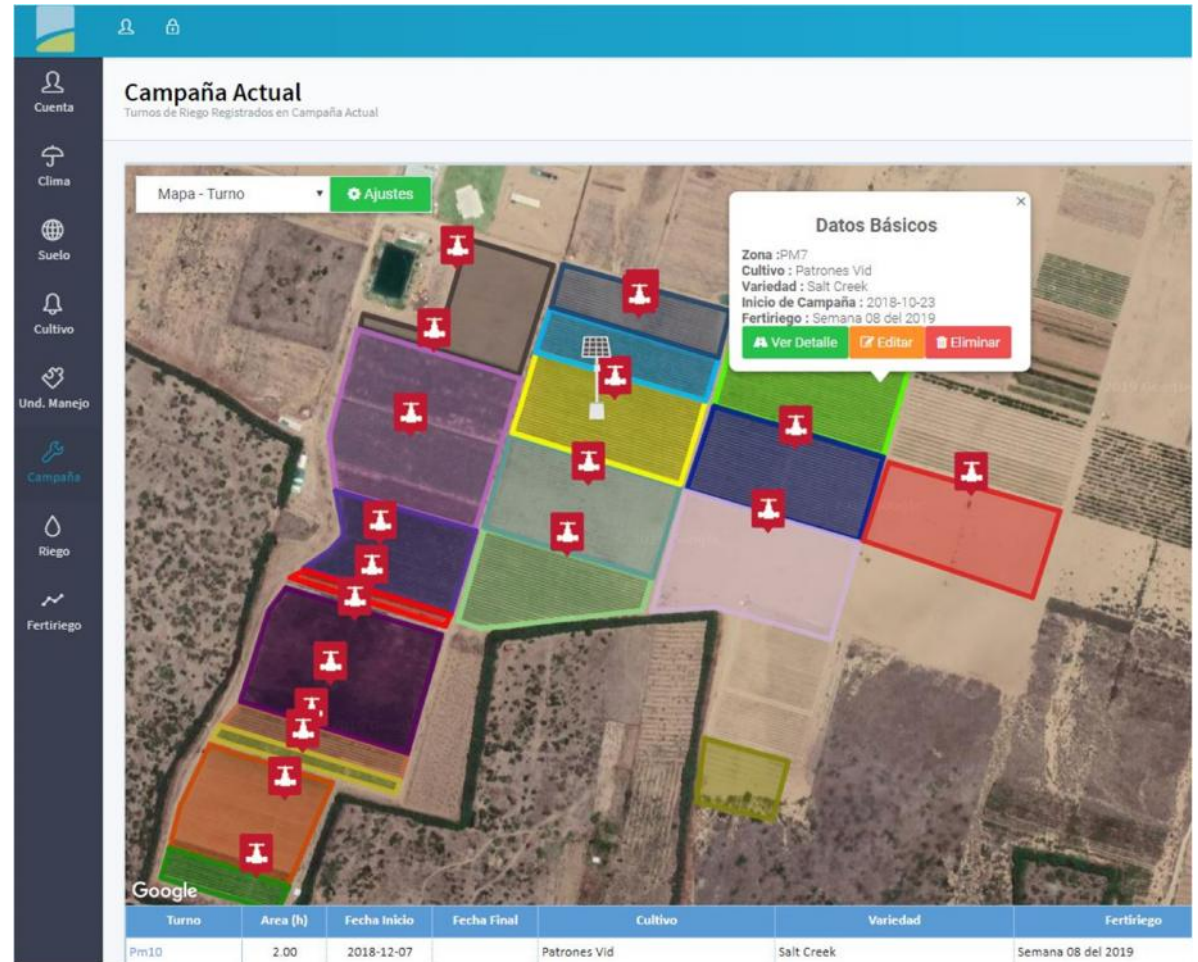 Cuenta
Clima
Suelo
Cultivo
Und. Manejo
Campaña
Riego
Fertiriego
Campaña Actual
Turnos de Riego Registrados en Campaña Actual
Mapa - Turno
Ajustes
Datos Básicos
Zona :PM7
Cultivo : Patrones Vid
Variedad : Salt Creek
Inicio de Campaña : 2018-10-23
Fertiriego : Semana 08 del 2019
Ver Detalle Editar Eliminar
Google
Turno Area (h) Fecha Inicio Fecha Final Cultivo Variedad Fertiriego
Pm10 2.00 2018-12-07 Patrones Vid Salt Creek Semana 08 del 2019